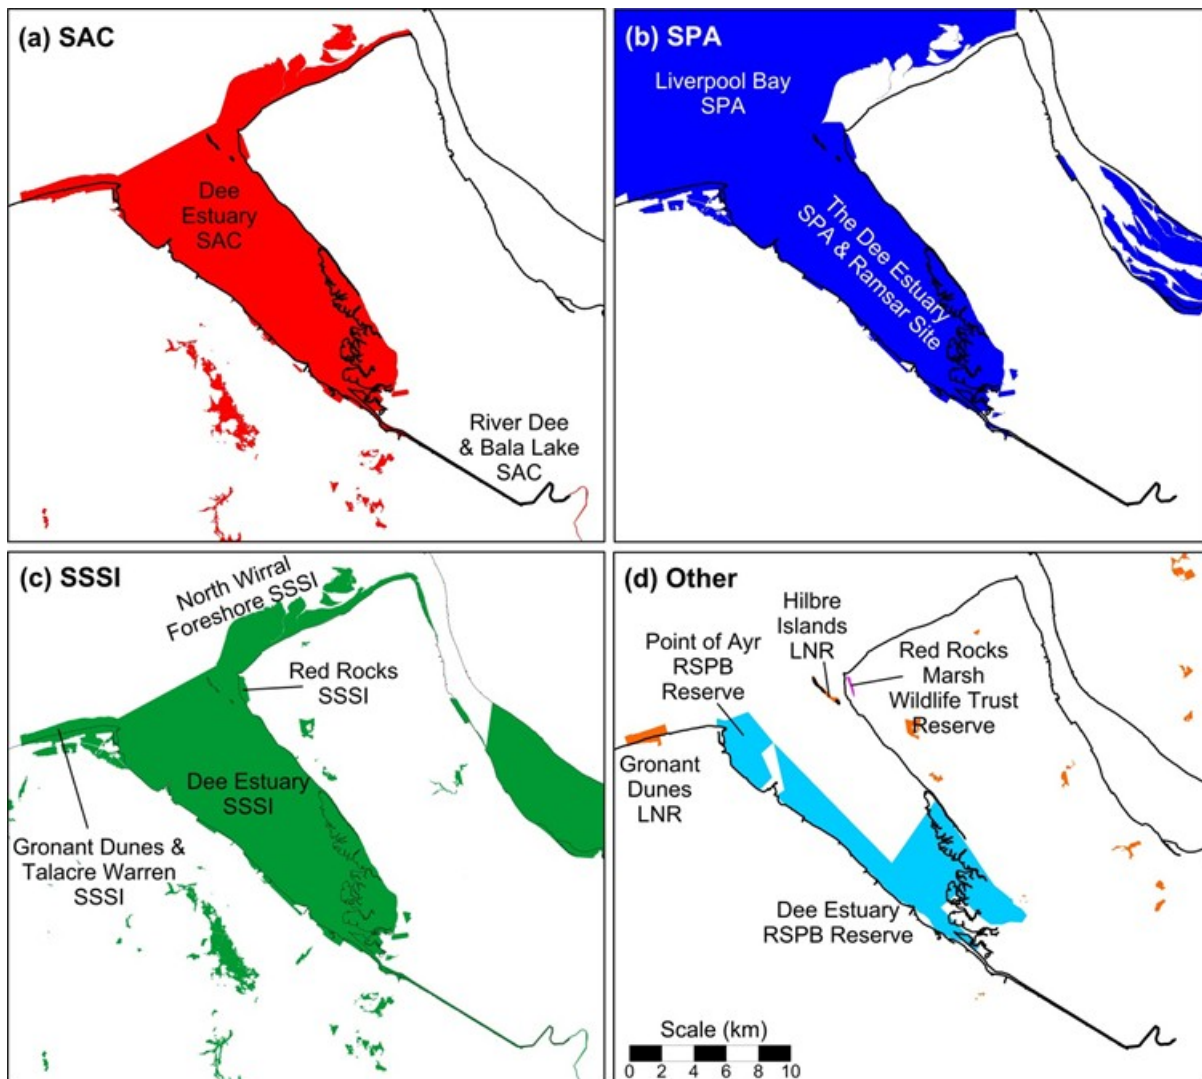 (a) SAC
Dee
Estuary
SAC
River Dee
& Bala Lake
SAC
(b) SPA
Liverpool Bay
SPA
The Dee Estuary
SPA & Ramsar Site
(c) SSSI
North Wirral
Foreshore SSSI
Red Rocks
SSSI
Dee Estuary
SSSI
Gronant Dunes &
Talacre Warren
SSSI
(d) Other
Hilbre
Islands
LNR
Point of Ayr
RSPB
Reserve
Red Rocks
Marsh
Wildlife Trust
Reserve
Gronant
Dunes
LNR
Dee Estuary
RSPB Reserve
Scale (km)
0 2 4 6 8 10